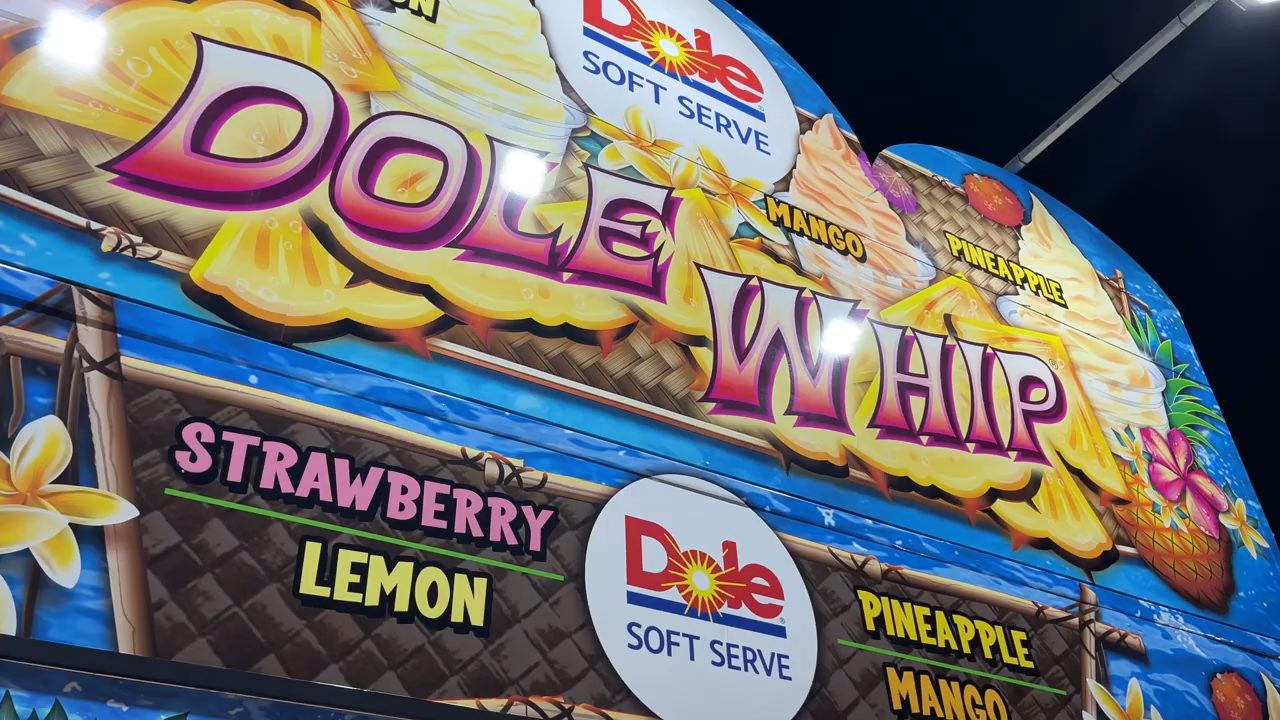 Dole
SOFT SERVE
DOLE WHIP
MANGO
PINEAPPLE
STRAWBERRY
LEMON
Dole
SOFT SERVE
PINEAPPLE
MANGO